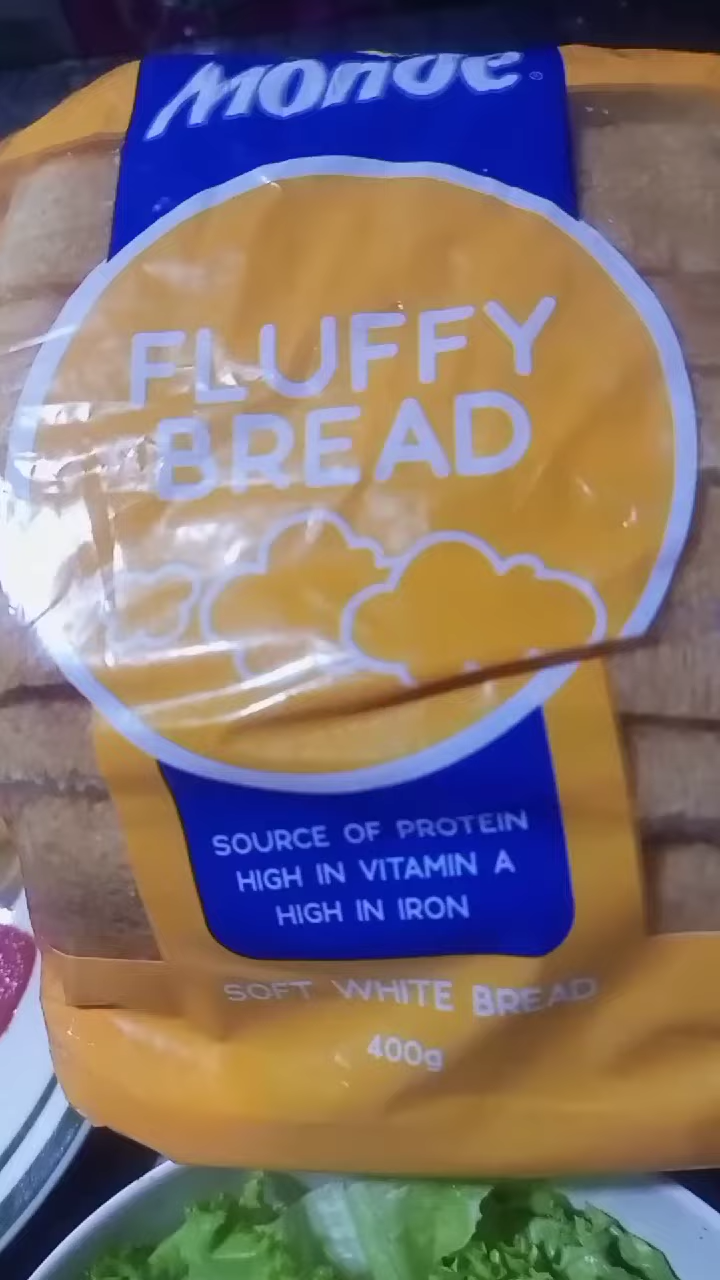 Monde®
FLUFFY
BREAD
SOURCE OF PROTEIN
HIGH IN VITAMIN A
HIGH IN IRON
SOFT WHITE BREAD
400g